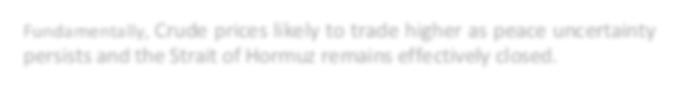 Fundamentally, Crude prices likely to trade higher as peace uncertainty
persists and the Strait of Hormuz remains effectively closed.